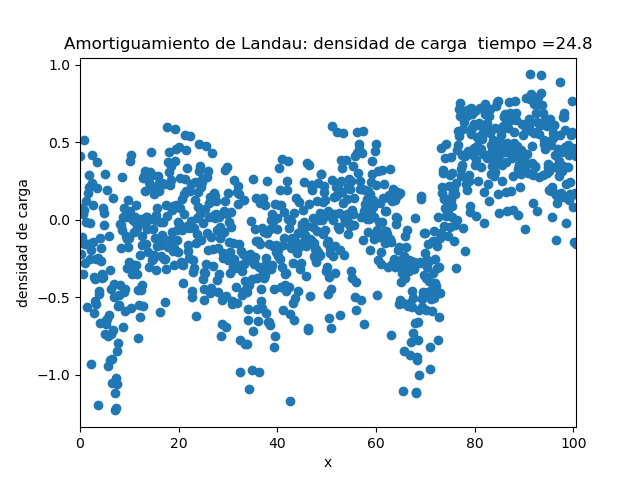 Amortiguamiento de Landau: densidad de carga  tiempo =24.8
1.0
0.5
0.0
−0.5
−1.0
densidad de carga
0 20 40 60 80 100
x